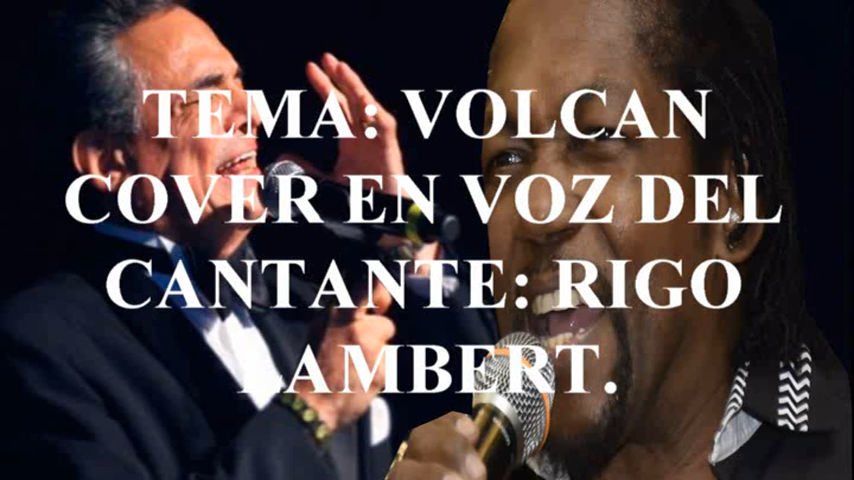 TEMA: VOLCAN
COVER EN VOZ DEL
CANTANTE: RIGO
LAMBERT.